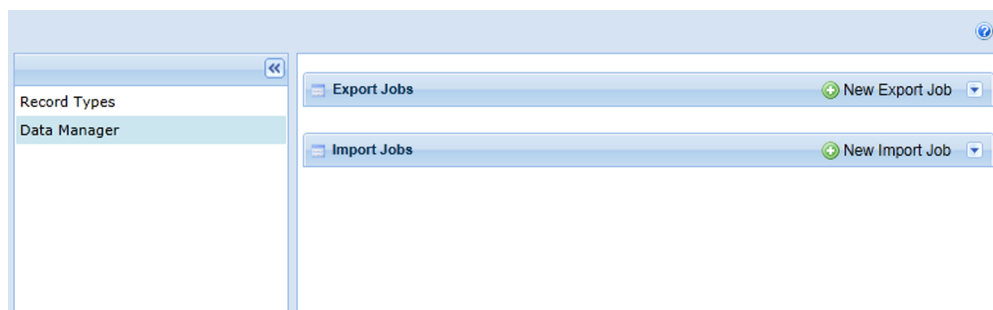 Record Types
Data Manager
Export Jobs New Export Job
Import Jobs New Import Job